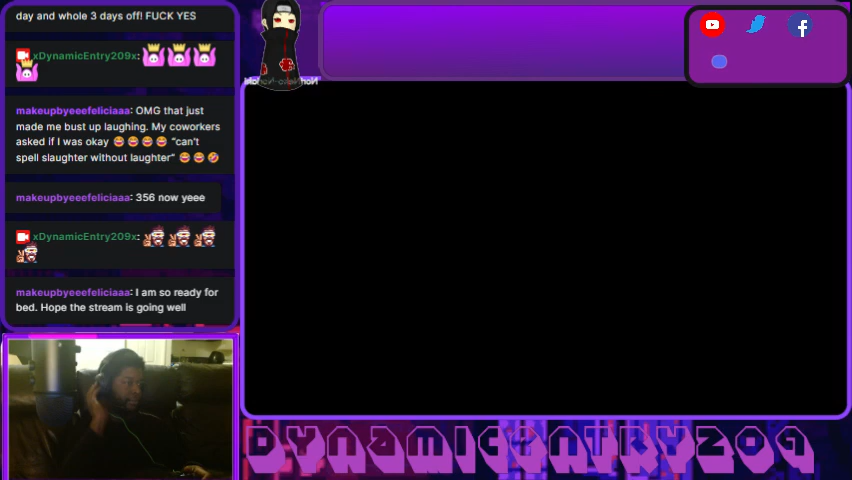 day and whole 3 days off! FUCK YES
xDynamicEntry209x:
makeupbyeeefeliciaaa: OMG that just
made me bust up laughing. My coworkers
asked if I was okay 😂😂😂😂 “can't
spell slaughter without laughter” 😂😂🤣
makeupbyeeefeliciaaa: 356 now yeee
xDynamicEntry209x:
makeupbyeeefeliciaaa: I am so ready for
bed. Hope the stream is going well
DYNAMICENTRY209